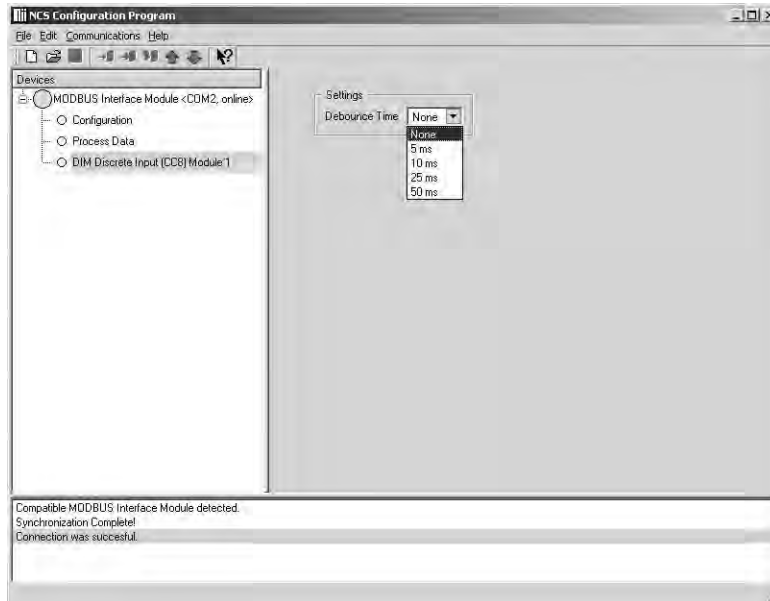 NCS Configuration Program
File Edit Communications Help
Devices
MODBUS Interface Module <COM2, online>
Configuration
Process Data
DIM Discrete Input (CC8) Module 1
Settings
Debounce Time None
None
5 ms
10 ms
25 ms
50 ms
Compatible MODBUS Interface Module detected.
Synchronization Complete!
Connection was succesful.